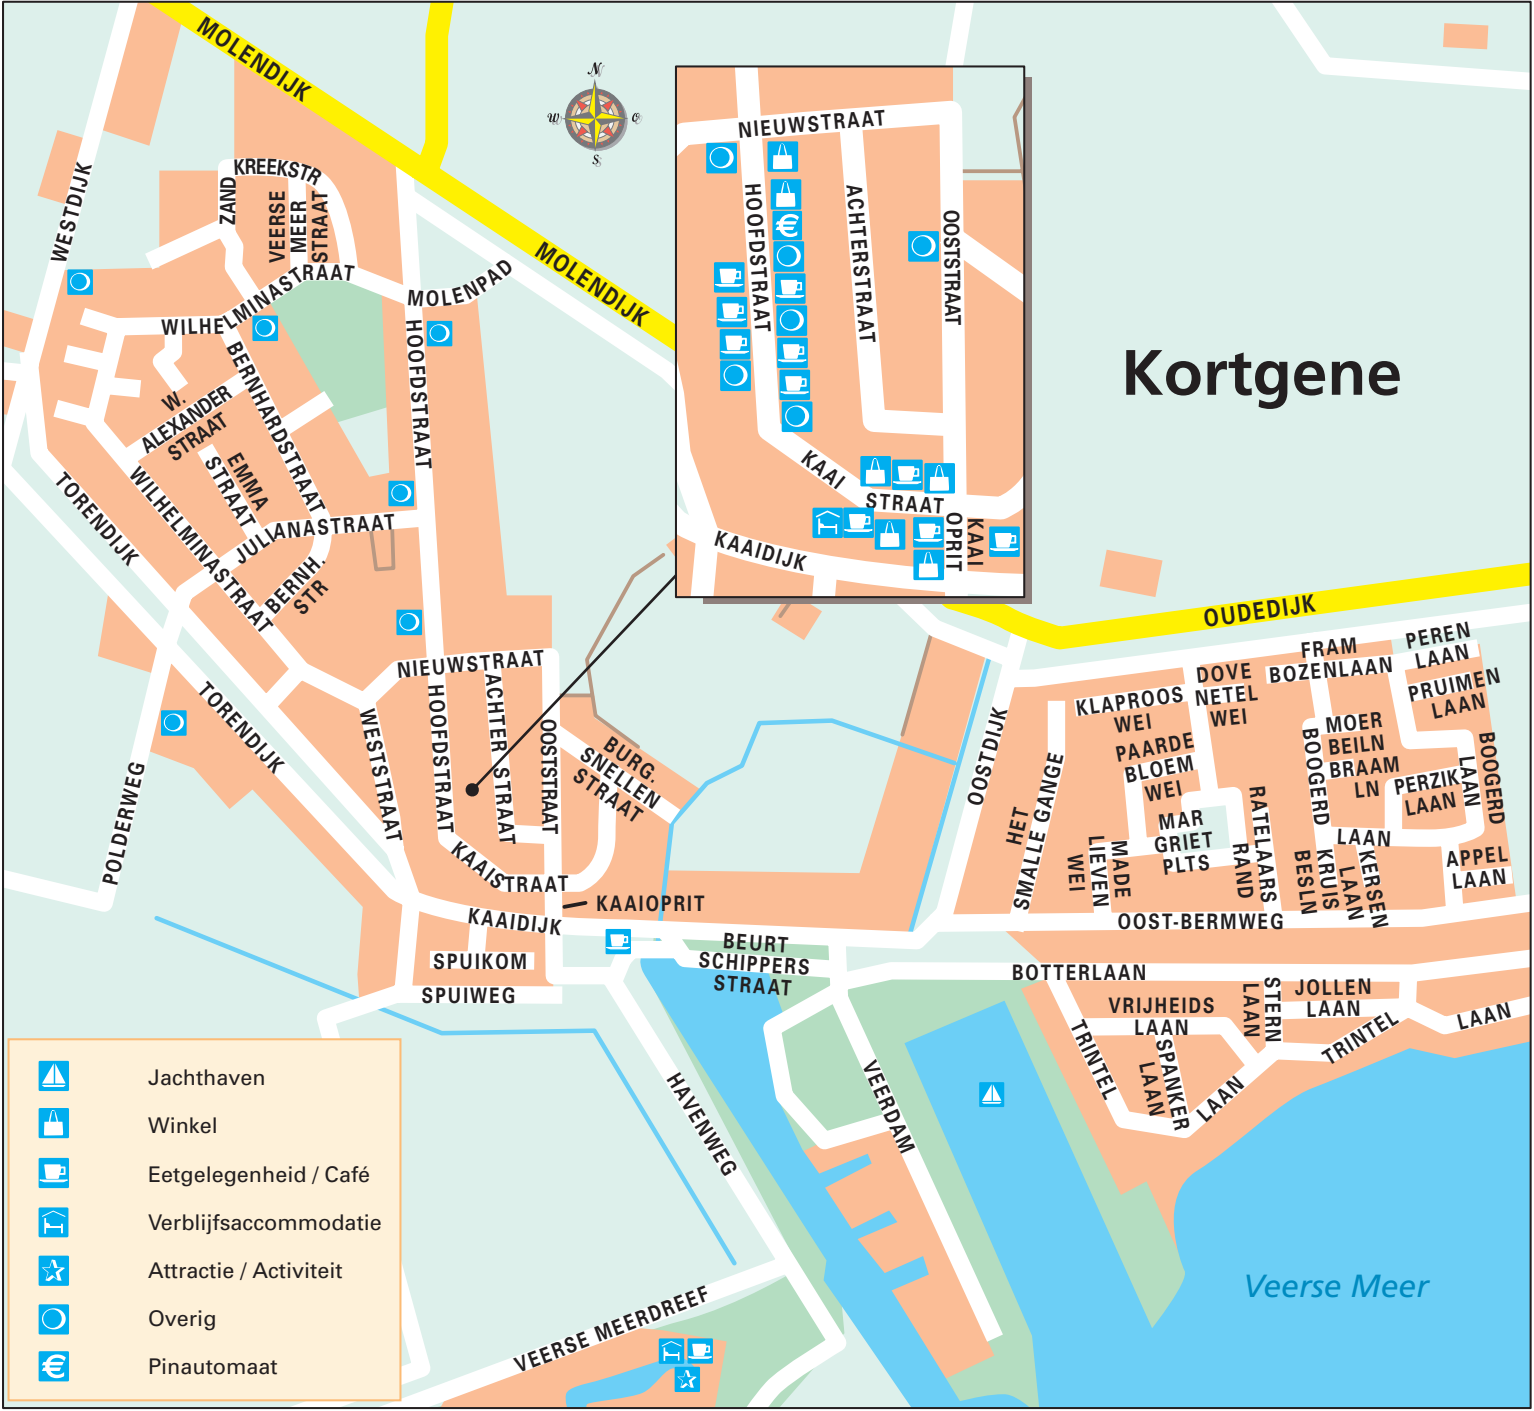 MOLENDIJK
N
W
O
S
KREEKSTR
ZAND
VEERSE
MEER
STRAAT
WESTDIJK
WILHELMINASTRAAT
MOLENPAD
MOLENDIJK
HOOFDSTRAAT
BERNHARDSTRAAT
W.
ALEXANDER
STRAAT
EMMA
STRAAT
WILHELMINASTRAAT
JULIANASTRAAT
BERNH.
STR
TORENDIJK
TORENDIJK
POLDERWEG
NIEUWSTRAAT
HOOFDSTRAAT
ACHTER
STRAAT
OOSTSTRAAT
WESTSTRAAT
BURG.
SNELLEN
STRAAT
KAAISTRAAT
KAAIOPRIT
KAAIDIJK
SPUIKOM
SPUIWEG
NIEUWSTRAAT
HOOFDSTRAAT
ACHTERSTRAAT
OOSTSTRAAT
€
KAAI
STRAAT
KAAI
OPRIT
KAAIDIJK
Kortgene
OUDEDIJK
OOSTDIJK
HET
SMALLE GANGE
KLAPROOS
WEI
DOVE
NETEL
WEI
PAARDE
BLOEM
WEI
MAR
GRIET
PLTS
MADE
LIEVEN
WEI
RATELAARS
RAND
FRAM
BOZENLAAN
PEREN
LAAN
PRUIMEN
LAAN
MOER
BEILN
BRAAM
LN
BOOGERD
LAAN
PERZIK
LAAN
BOOGERD
LAAN
KRUIS
BESLN
KERSEN
LAAN
APPEL
LAAN
OOST-BERMWEG
BEURT
SCHIPPERS
STRAAT
BOTTERLAAN
VRIJHEIDS
LAAN
STERN
LAAN
JOLLEN
LAAN
TRINTEL
LAAN
SPANKER
LAAN
TRINTEL
LAAN
HAVENWEG
VEERDAM
VEERSE MEERDREEF
Veerse Meer
Jachthaven
Winkel
Eetgelegenheid / Café
Verblijfsaccommodatie
Attractie / Activiteit
Overig
€ Pinautomaat